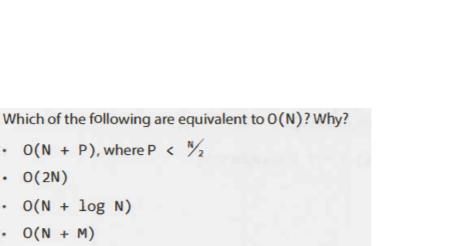 Which of the following are equivalent to O(N)? Why?
• O(N + P), where P < N/2
• O(2N)
• O(N + log N)
• O(N + M)